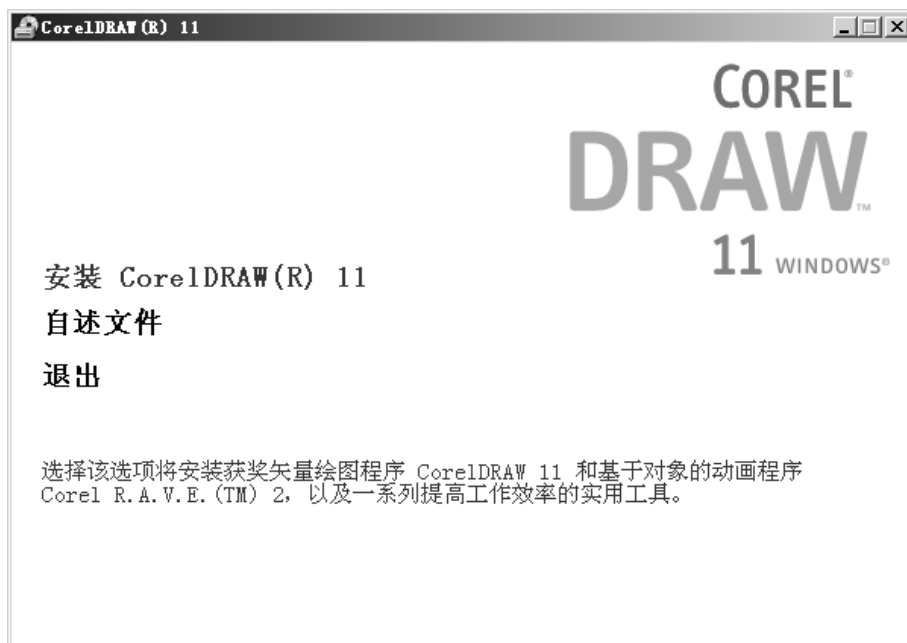 CorelDRAW(R) 11
COREL®
DRAW™
11 WINDOWS®
安装 CorelDRAW(R) 11
自述文件
退出
选择该选项将安装获奖矢量绘图程序 CorelDRAW 11 和基于对象的动画程序
Corel R.A.V.E.(TM) 2, 以及一系列提高工作效率的实用工具。